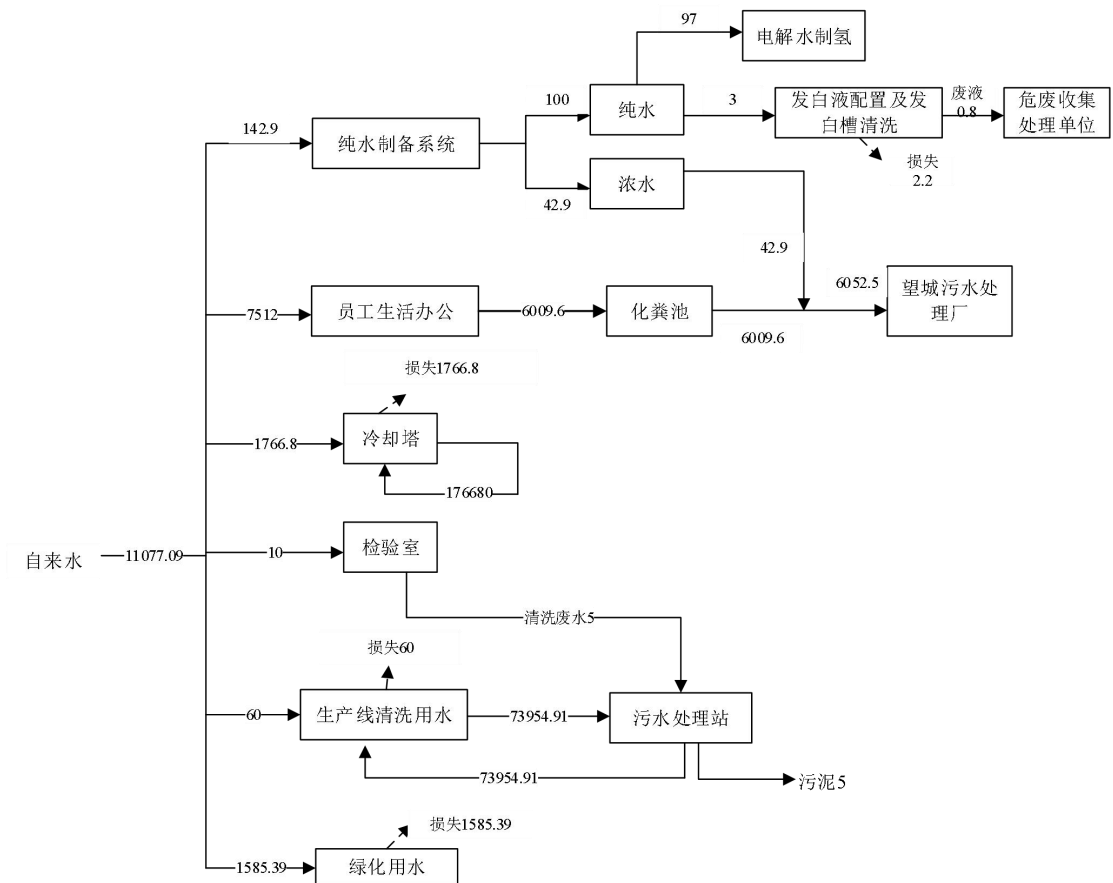 97
电解水制氢
100
纯水
3
发白液配置及发
白槽清洗
废液
0.8
危废收集
处理单位
142.9
纯水制备系统
损失
2.2
42.9
浓水
42.9
7512
员工生活办公
6009.6
化粪池
6009.6
6052.5
望城污水处
理厂
损失1766.8
1766.8
冷却塔
176680
自来水
11077.09
10
检验室
清洗废水5
损失60
60
生产线清洗用水
73954.91
污水处理站
73954.91
污泥5
损失1585.39
1585.39
绿化用水